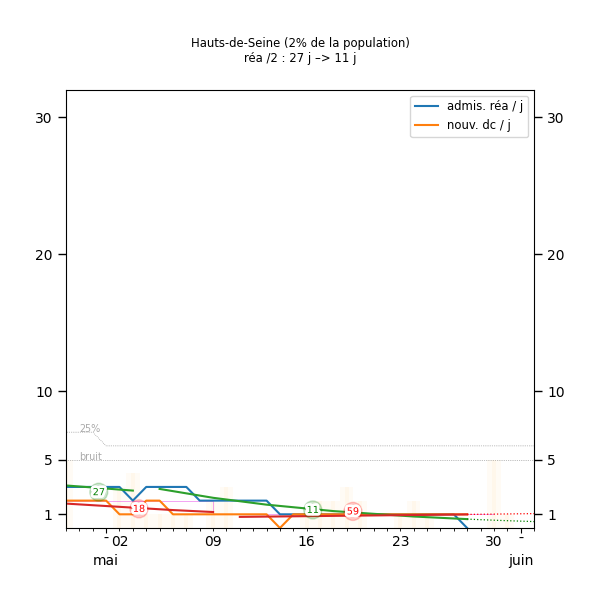 Hauts-de-Seine (2% de la population)
réa /2 : 27 j –> 11 j
admis. réa / j
nouv. dc / j
30 30
20 20
10 10
25%
5 bruit 5
27 18 11 59
1 1
02 09 16 23 30
mai juin